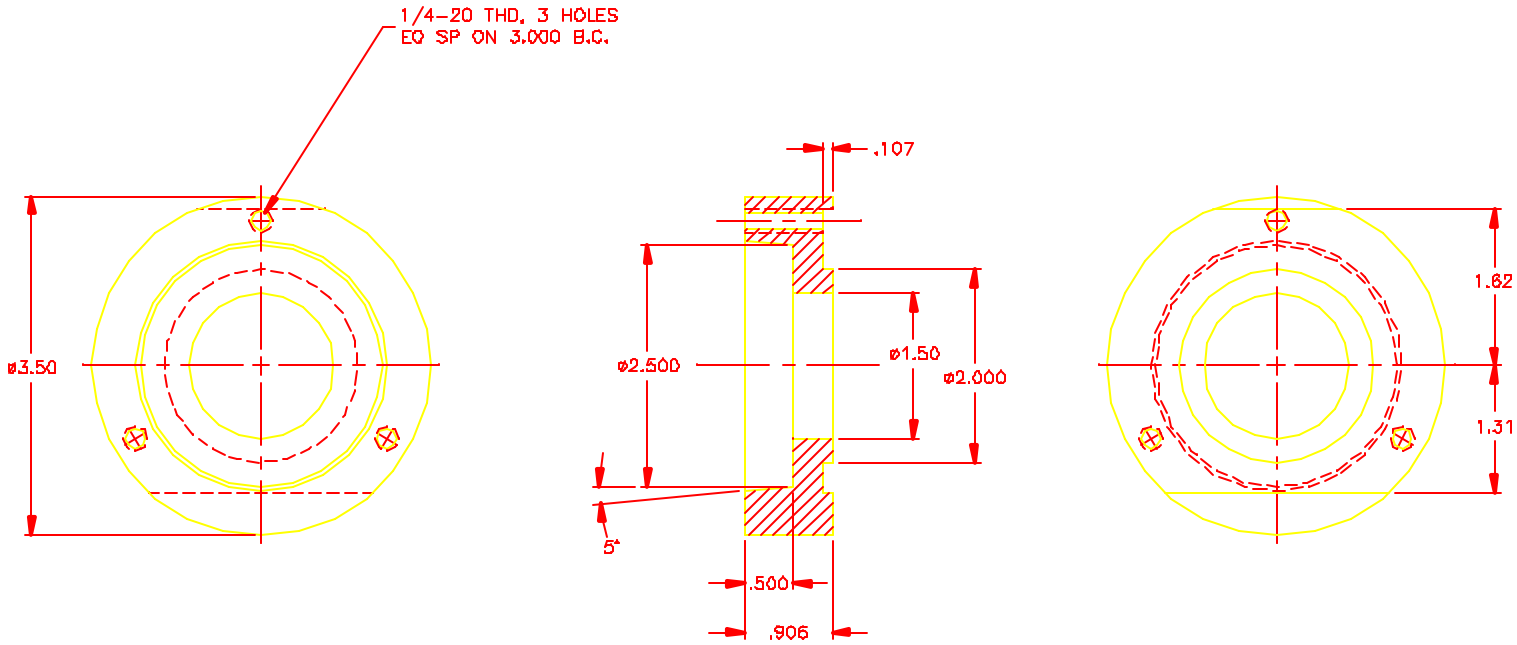 1/4-20 THD, 3 HOLES
EQ SP ON 3.000 B.C.
.107
1.62
ø1.50
ø3.50
ø2.500
ø2.000
1.31
5°
.500
.906